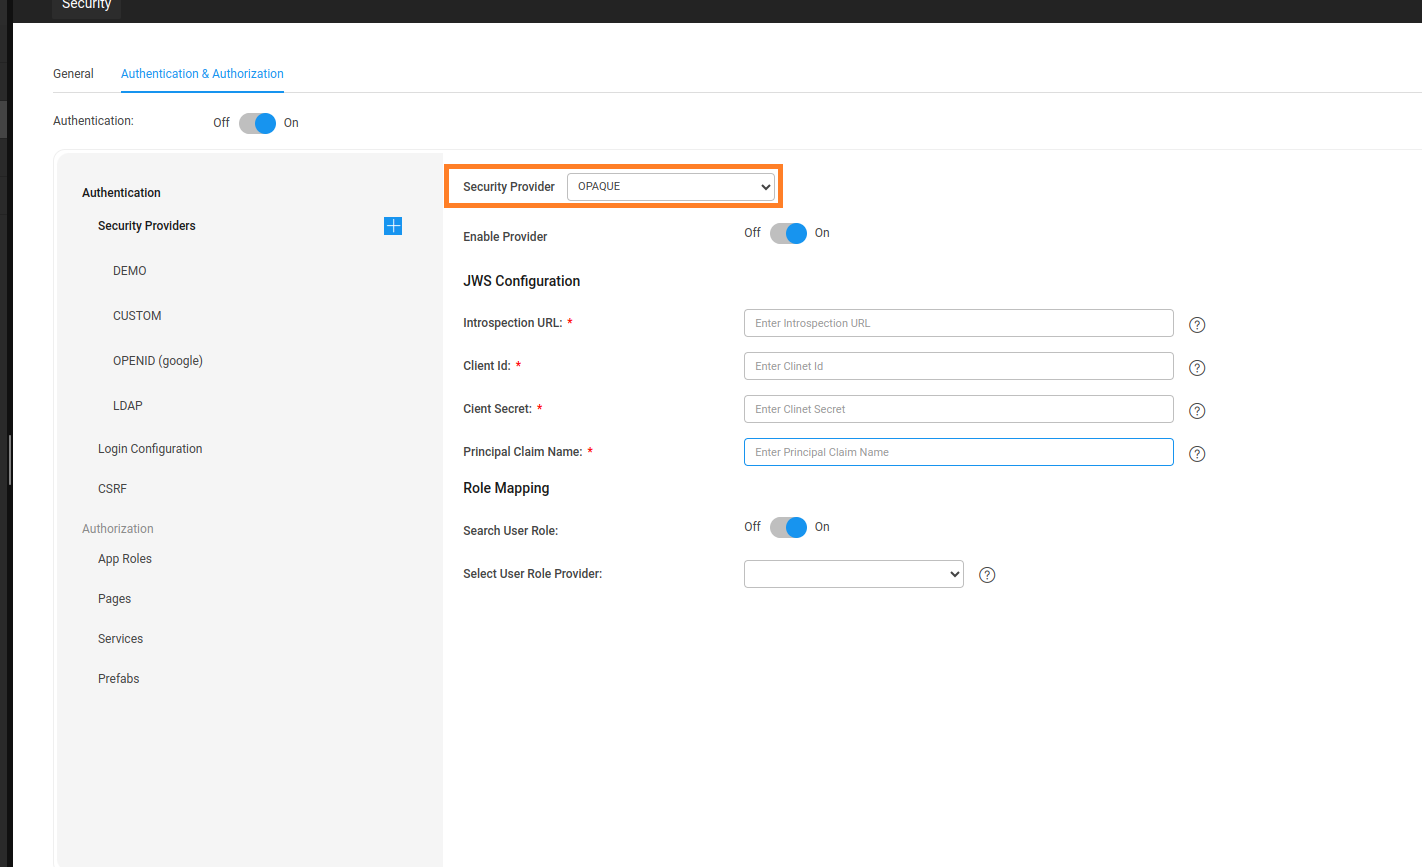 Security
General
Authentication & Authorization
Authentication:
Off
On
Authentication
Security Providers
DEMO
CUSTOM
OPENID (google)
LDAP
Login Configuration
CSRF
Authorization
App Roles
Pages
Services
Prefabs
Security Provider
OPAQUE
Enable Provider
Off
On
JWS Configuration
Introspection URL: *
Enter Introspection URL
?
Client Id: *
Enter Clinet Id
?
Cient Secret: *
Enter Clinet Secret
?
Principal Claim Name: *
Enter Principal Claim Name
?
Role Mapping
Search User Role:
Off
On
Select User Role Provider:
?